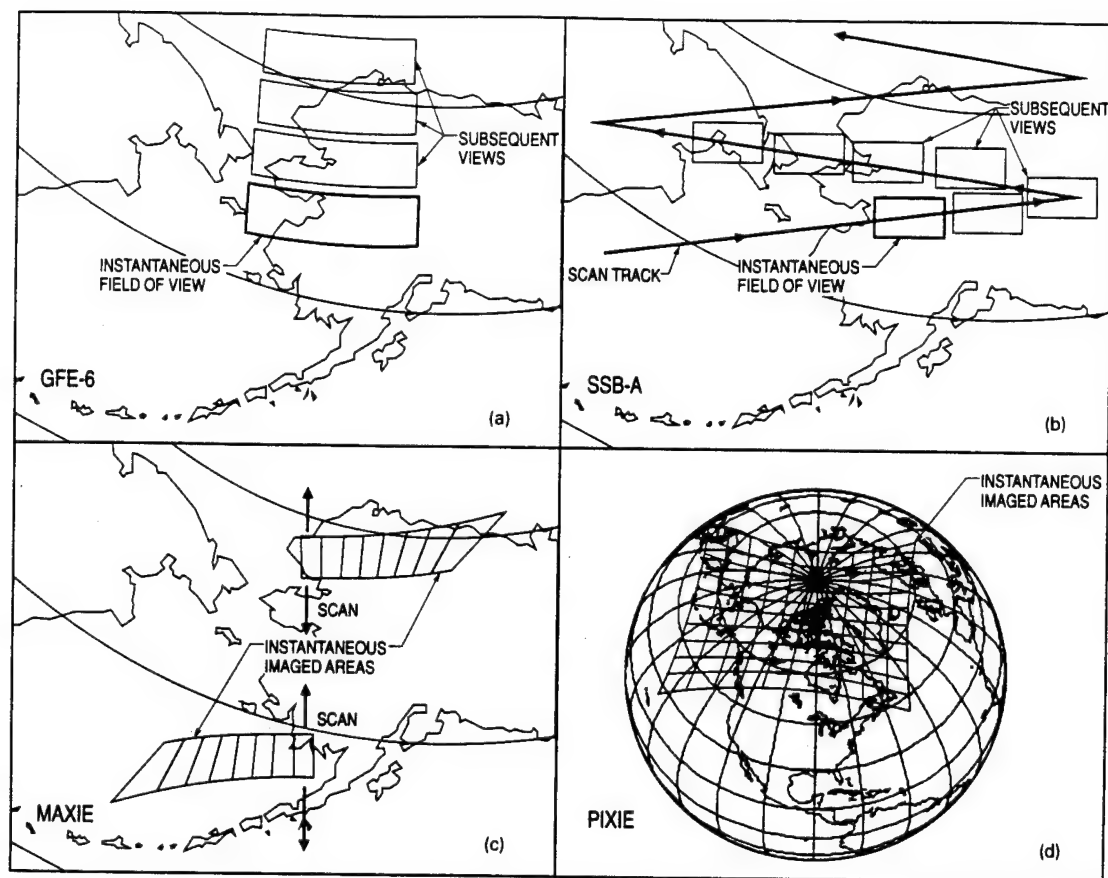 SUBSEQUENT
VIEWS
INSTANTANEOUS
FIELD OF VIEW
GFE-6
(a)
SUBSEQUENT
VIEWS
SCAN TRACK
INSTANTANEOUS
FIELD OF VIEW
SSB-A
(b)
SCAN
INSTANTANEOUS
IMAGED AREAS
SCAN
MAXIE
(c)
INSTANTANEOUS
IMAGED AREAS
PIXIE
(d)